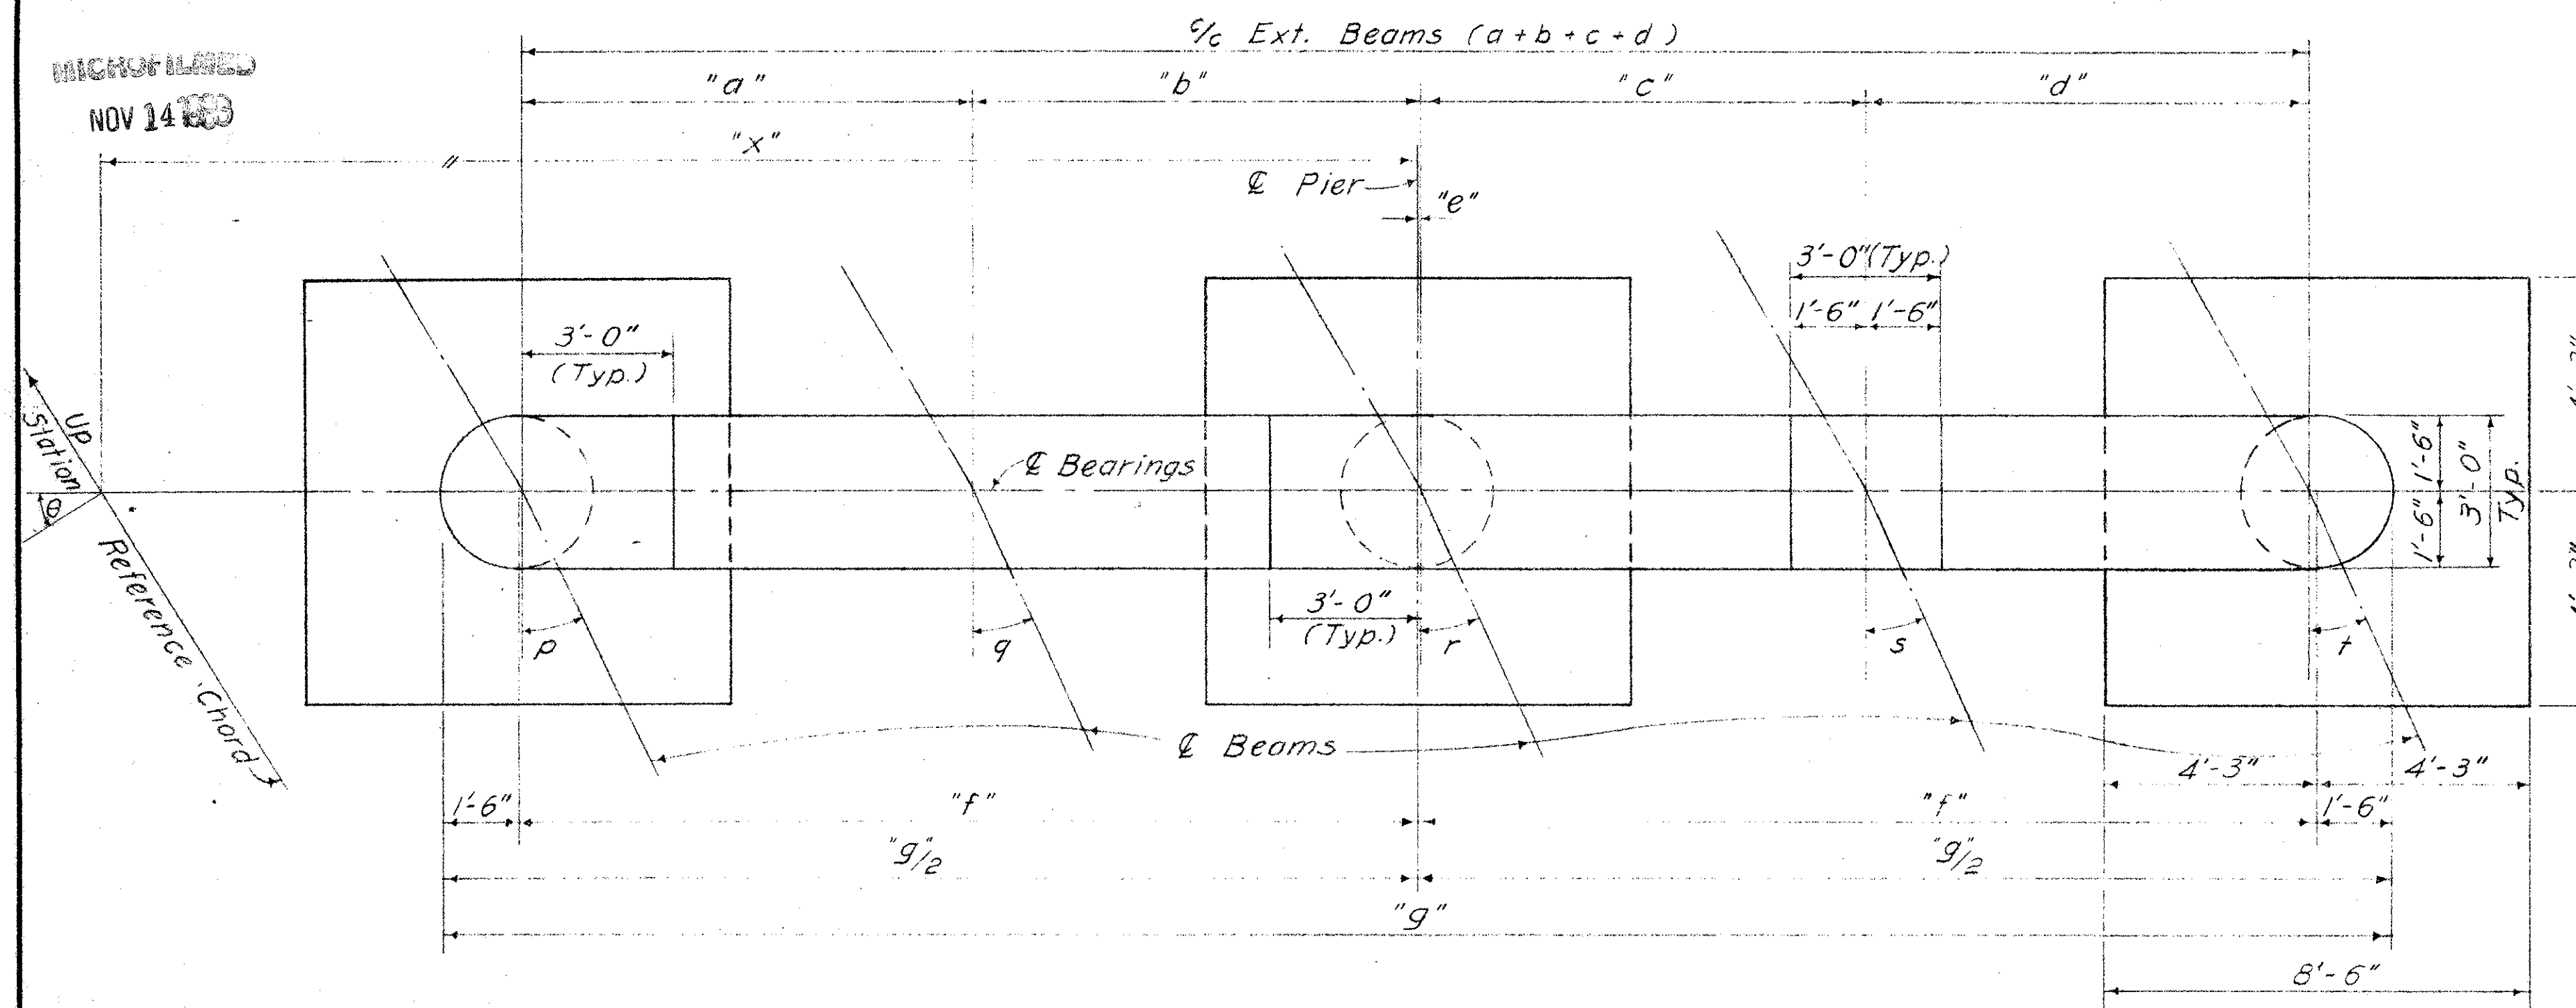 ℄/℄ Ext. Beams (a+b+c+d)
MICROFILMED
NOV 14
"a"
"b"
"c"
"d"
"x"
℄ Pier
"e"
3'-0" (Typ.)
1'-6" 1'-6"
3'-0"
(Typ.)
Up
Station
θ
Reference Chord
℄ Bearings
1'-6"
1'-6"
3'-0"
Typ.
3'-0"
(Typ.)
p
q
r
s
t
℄ Beams
4'-3"
4'-3"
1'-6"
"f"
"f"
1'-6"
"g"/2
"g"/2
"g"
8'-6"